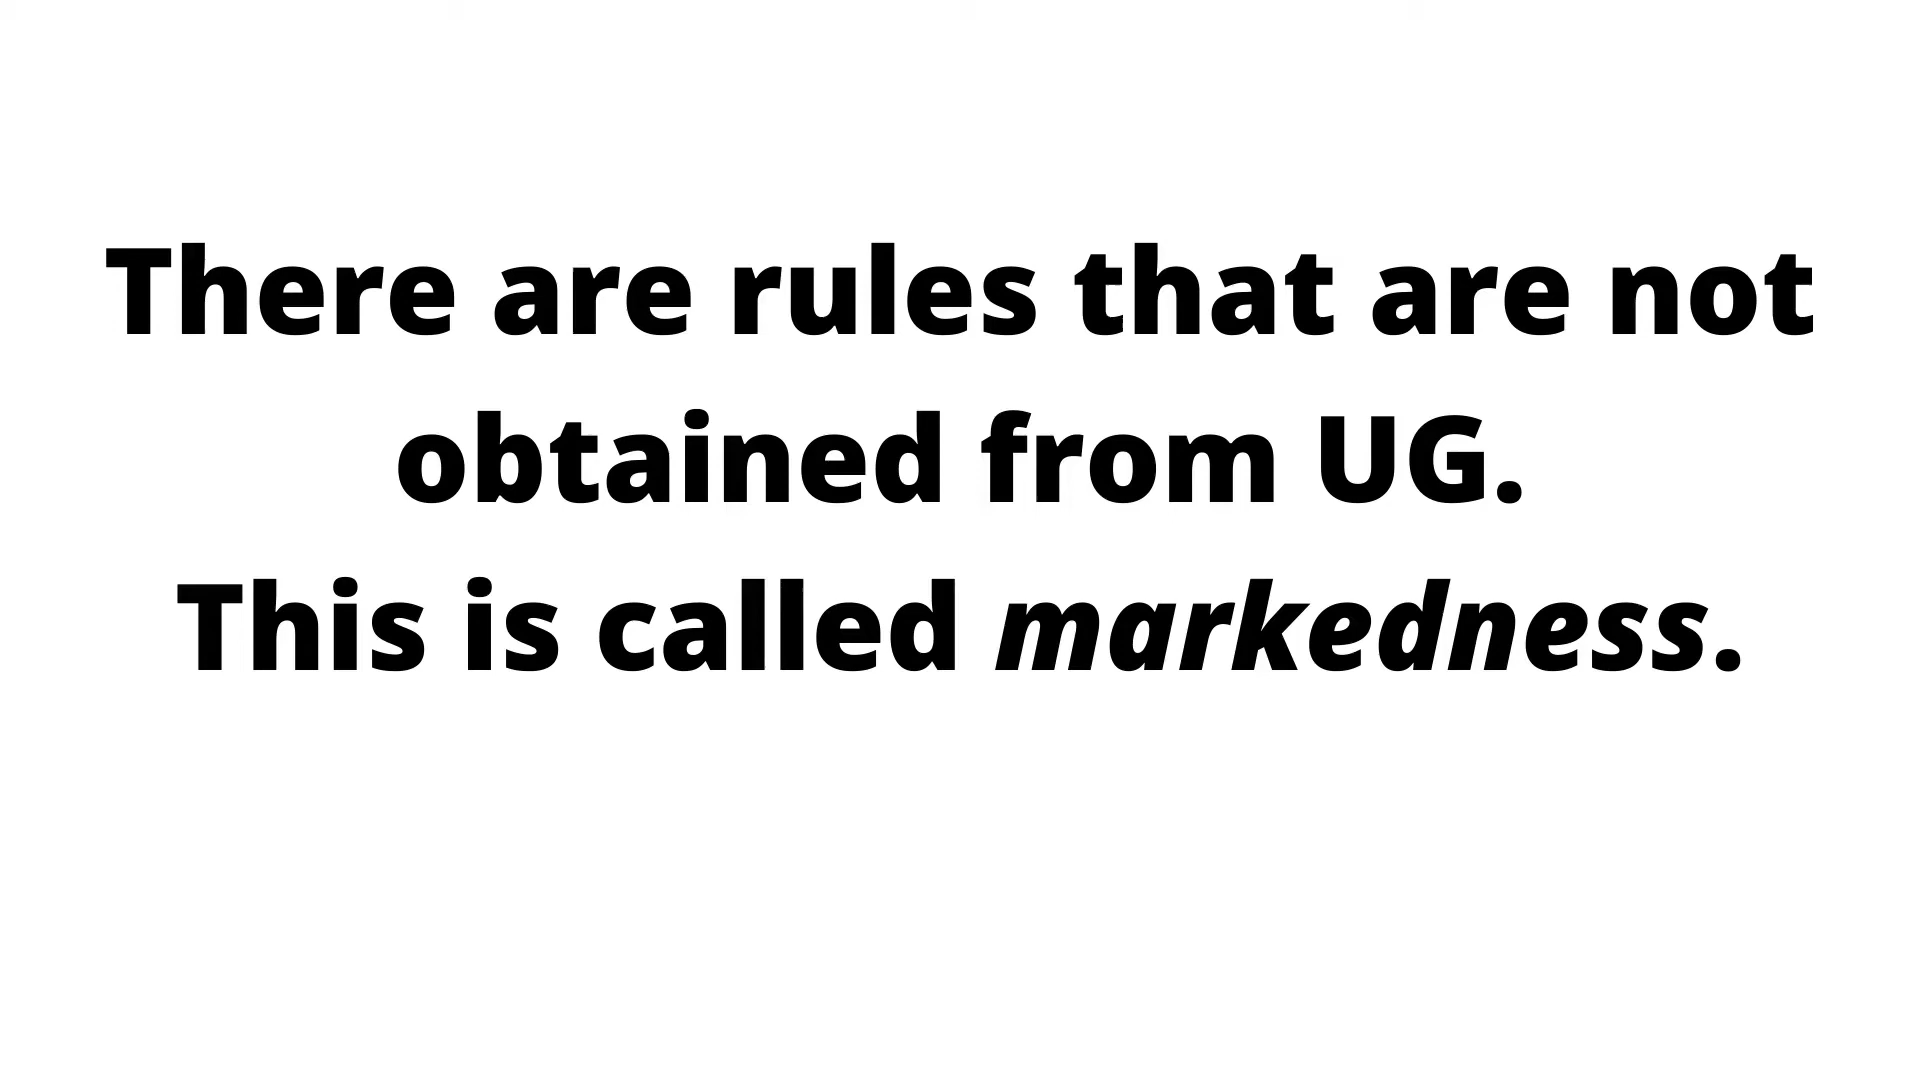 There are rules that are not
obtained from UG.
This is called markedness.